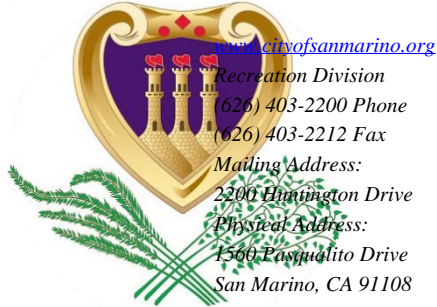 www.cityofsanmarino.org
Recreation Division
(626) 403-2200 Phone
(626) 403-2212 Fax
Mailing Address:
2200 Huntington Drive
Physical Address:
1560 Pasqualito Drive
San Marino, CA 91108